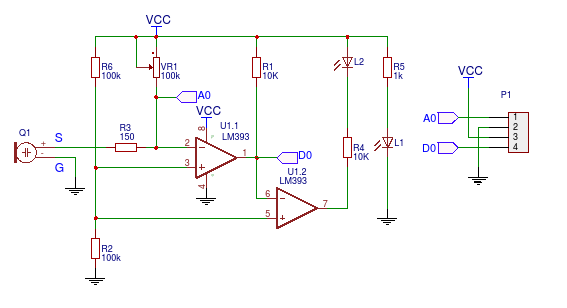 VCC
R6
100k
VR1
100k
R1
10K
L2
R5
1k
A0
VCC
VCC
P1
A0
D0
1
2
3
4
Q1
+
-
S
G
R3
150
8
2
3
1
4
U1.1
LM393
D0
U1.2
LM393
R4
10K
L1
6
5
7
R2
100k